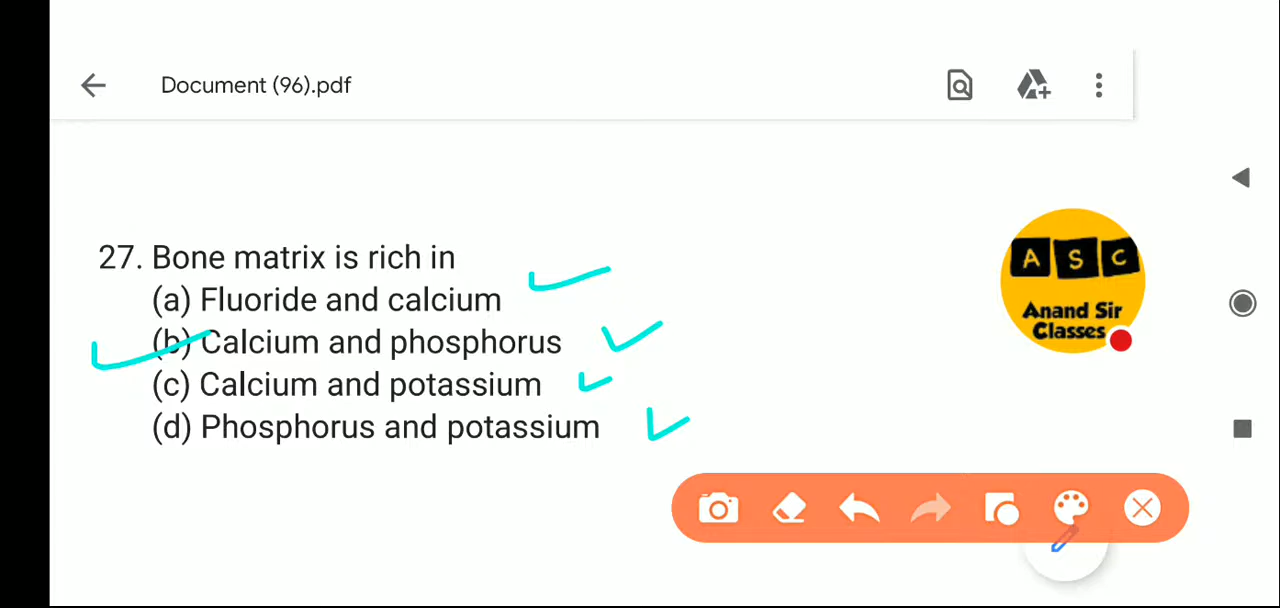 Document (96).pdf
27. Bone matrix is rich in
(a) Fluoride and calcium
(b) Calcium and phosphorus
(c) Calcium and potassium
(d) Phosphorus and potassium
A S C
Anand Sir
Classes